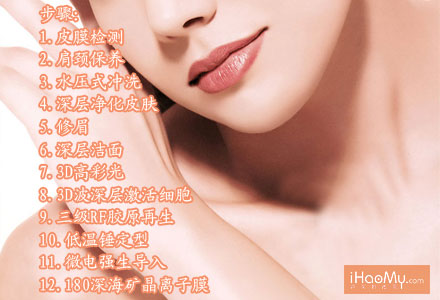 步骤:
1.皮膜检测
2.肩颈保养
3.水压式冲洗
4.深层净化皮肤
5.修眉
6.深层洁面
7.3D高彩光
8.3D波深层激活细胞
9.三级RF胶原再生
10.低温锤定型
11.微电强生导入
12.180深海矿晶离子膜
iHaoMu.com